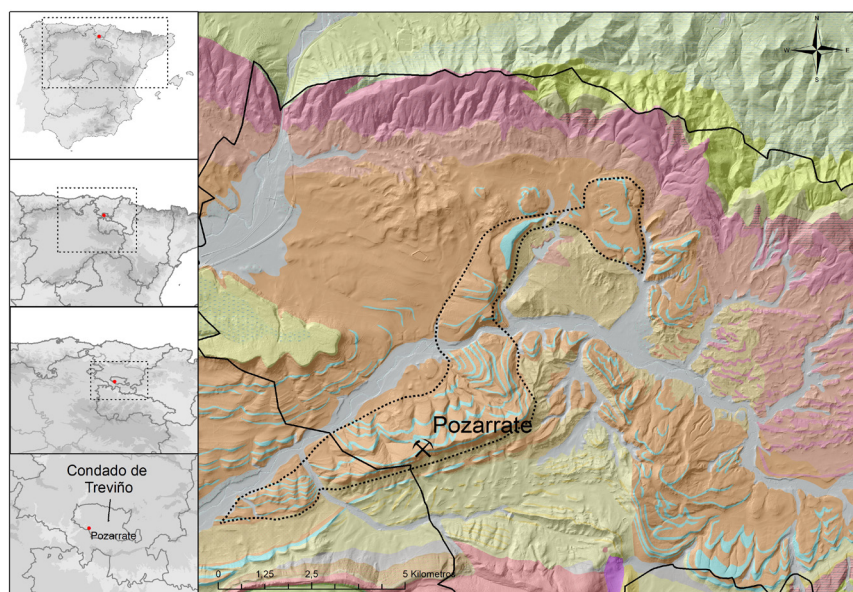 Condado de
Treviño
Pozarrate
N
W
E
S
Pozarrate
0
1,25
2,5
5 Kilometros